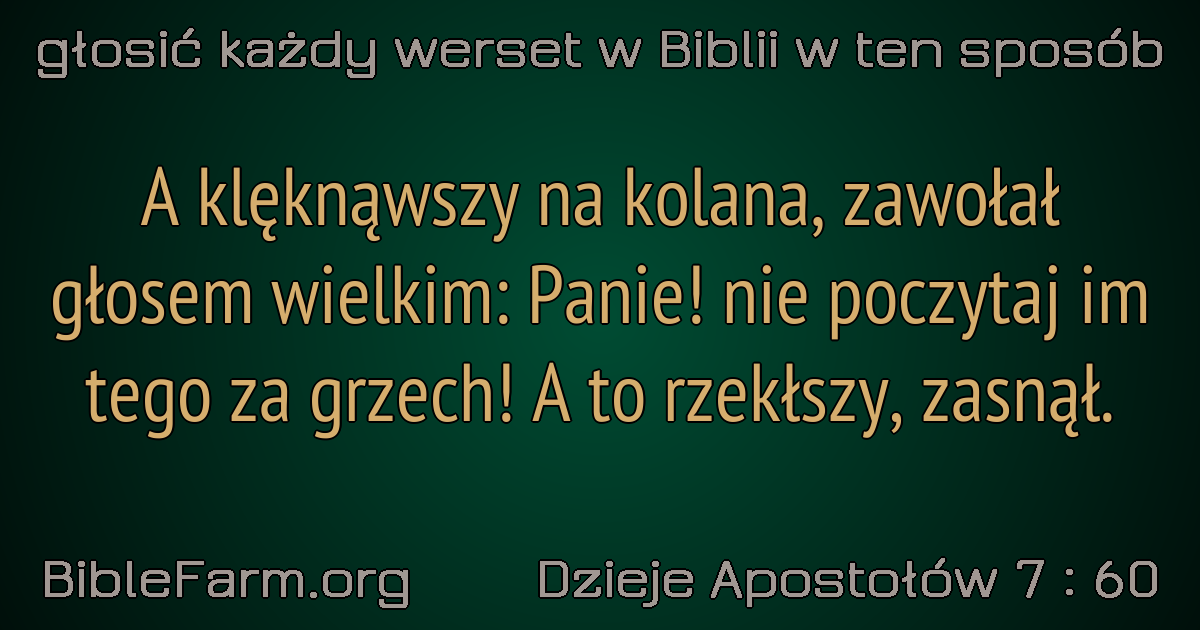 głosić każdy werset w Biblii w ten sposób
A klęknąwszy na kolana, zawołał
głosem wielkim: Panie! nie poczytaj im
tego za grzech! A to rzekłszy, zasnął.
BibleFarm.org
Dzieje Apostołów 7 : 60